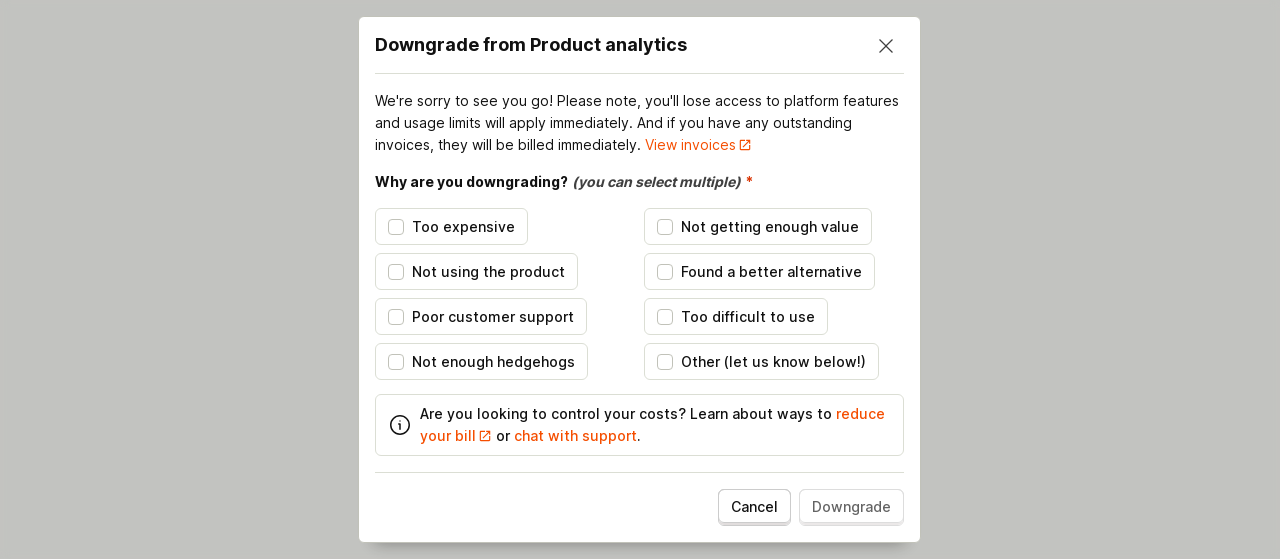 Downgrade from Product analytics
We're sorry to see you go! Please note, you'll lose access to platform features
and usage limits will apply immediately. And if you have any outstanding
invoices, they will be billed immediately. View invoices
Why are you downgrading? (you can select multiple) *
Too expensive
Not getting enough value
Not using the product
Found a better alternative
Poor customer support
Too difficult to use
Not enough hedgehogs
Other (let us know below!)
Are you looking to control your costs? Learn about ways to reduce
your bill or chat with support.
Cancel
Downgrade